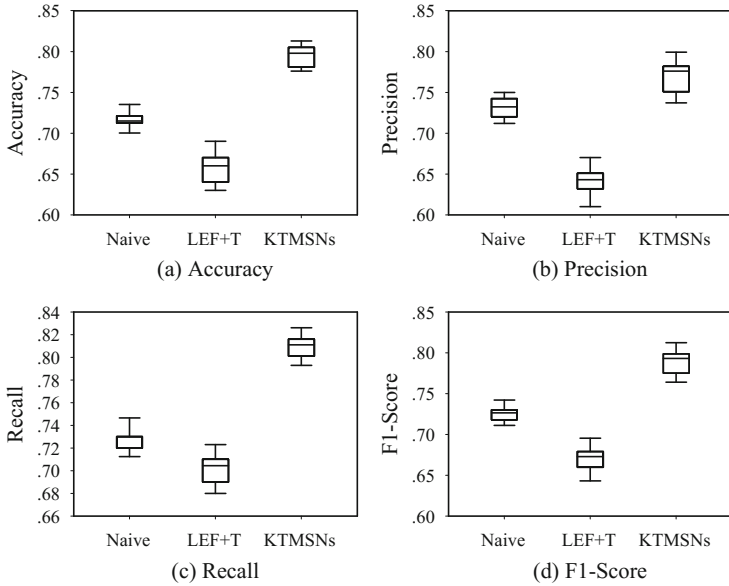 .85
.80
.75
.70
.65
.60
Accuracy
Naive LEF+T KTMSNs
(a) Accuracy
.85
.80
.75
.70
.65
.60
Precision
Naive LEF+T KTMSNs
(b) Precision
.84
.82
.80
.78
.76
.74
.72
.70
.68
.66
Recall
Naive LEF+T KTMSNs
(c) Recall
.85
.80
.75
.70
.65
.60
F1-Score
Naive LEF+T KTMSNs
(d) F1-Score